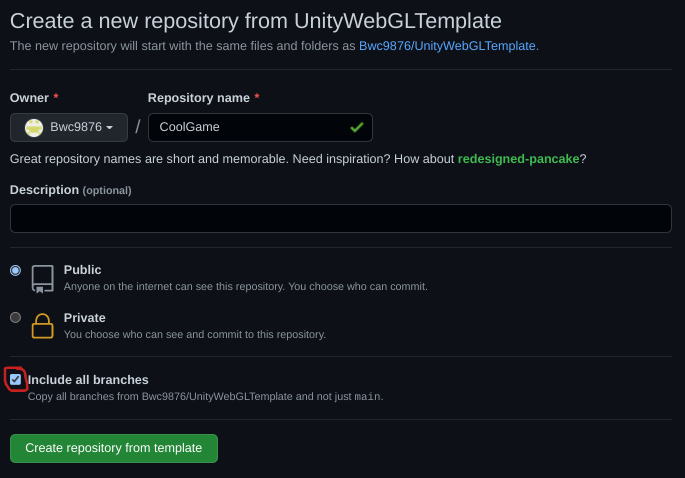 Create a new repository from UnityWebGLTemplate
The new repository will start with the same files and folders as Bwc9876/UnityWebGLTemplate.
Owner * Repository name *
Bwc9876 / CoolGame
Great repository names are short and memorable. Need inspiration? How about redesigned-pancake?
Description (optional)
Public
Anyone on the internet can see this repository. You choose who can commit.
Private
You choose who can see and commit to this repository.
Include all branches
Copy all branches from Bwc9876/UnityWebGLTemplate and not just main.
Create repository from template